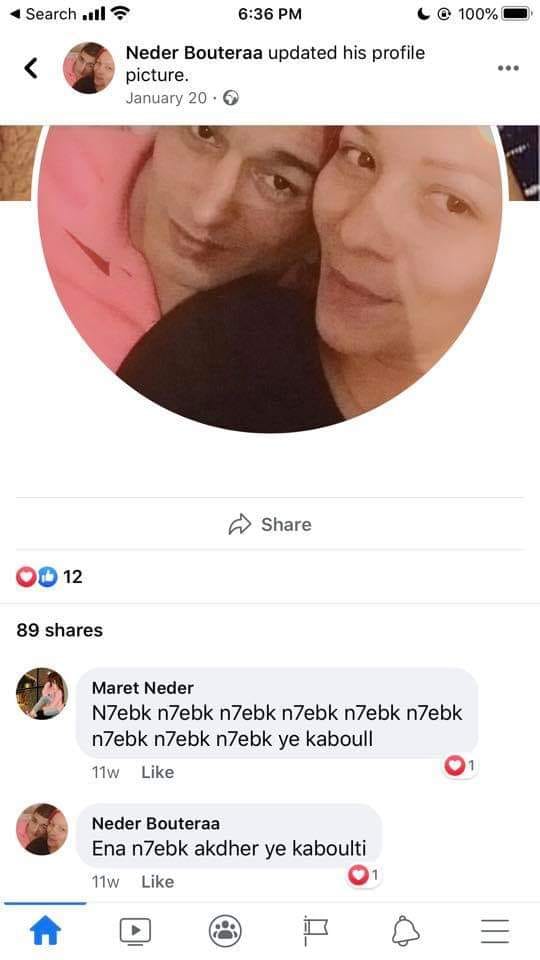 Search
6:36 PM
100%
Neder Bouteraa updated his profile
picture.
January 20 ·
Share
12
89 shares
Maret Neder
N7ebk n7ebk n7ebk n7ebk n7ebk n7ebk
n7ebk n7ebk n7ebk ye kaboull
1
11w Like
Neder Bouteraa
Ena n7ebk akdher ye kaboulti
1
11w Like